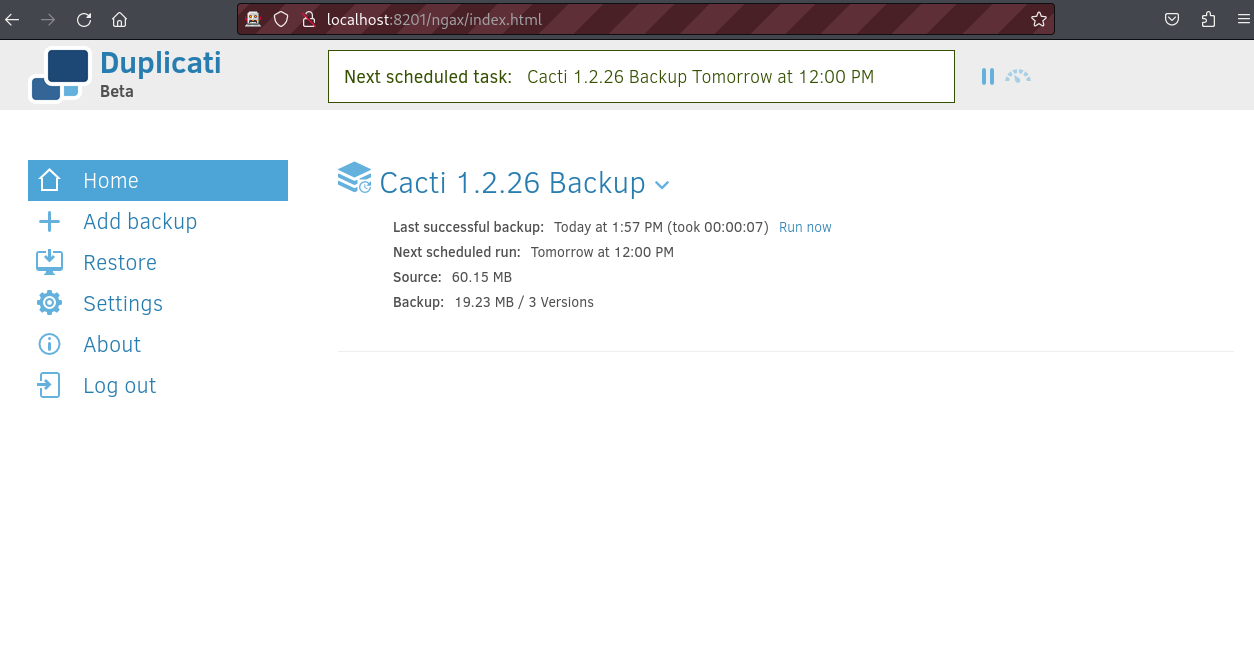 localhost:8201/ngax/index.html
Duplicati
Beta
Next scheduled task: Cacti 1.2.26 Backup Tomorrow at 12:00 PM
Home
Add backup
Restore
Settings
About
Log out
Cacti 1.2.26 Backup
Last successful backup: Today at 1:57 PM (took 00:00:07) Run now
Next scheduled run: Tomorrow at 12:00 PM
Source: 60.15 MB
Backup: 19.23 MB / 3 Versions